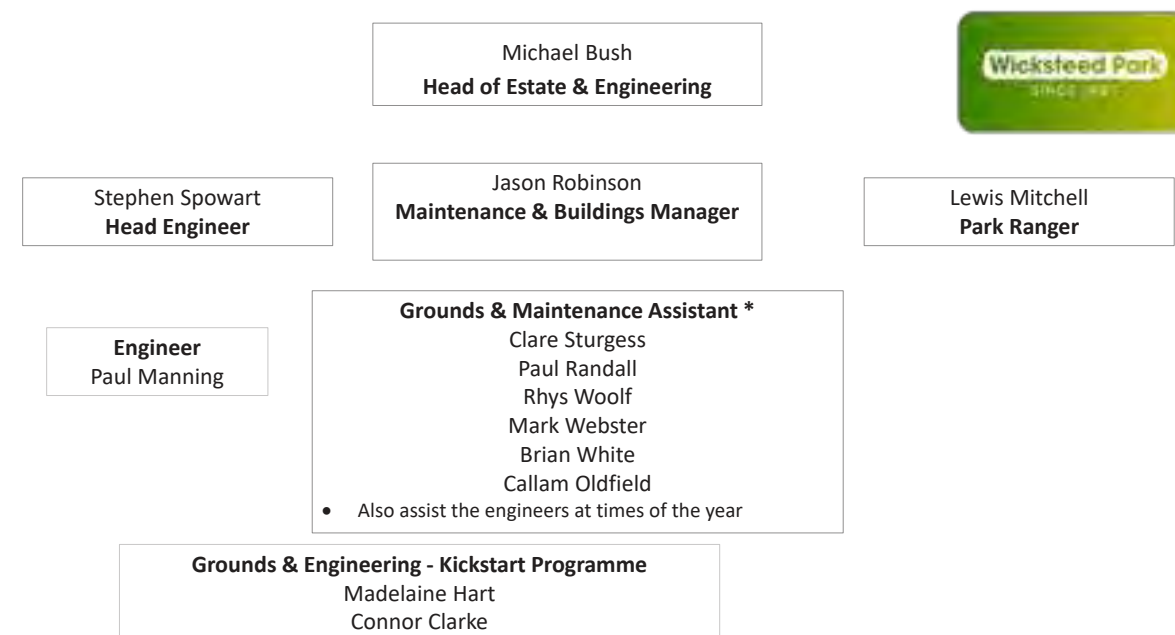 Michael Bush
Head of Estate & Engineering
Wicksteed Park
Stephen Spowart
Head Engineer
Jason Robinson
Maintenance & Buildings Manager
Lewis Mitchell
Park Ranger
Engineer
Paul Manning
Grounds & Maintenance Assistant *
Clare Sturgess
Paul Randall
Rhys Woolf
Mark Webster
Brian White
Callam Oldfield
• Also assist the engineers at times of the year
Grounds & Engineering - Kickstart Programme
Madelaine Hart
Connor Clarke